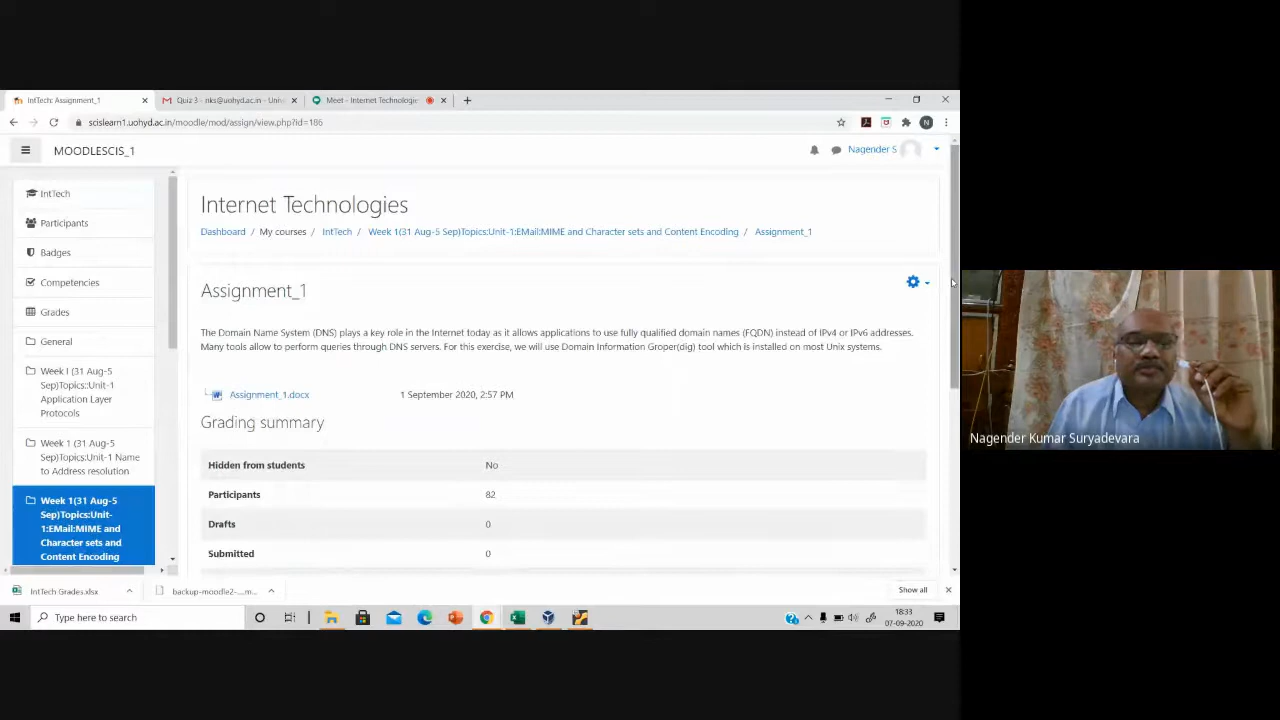 IntTech: Assignment_1
Quiz 3 - nks@uohyd.ac.in - Univ
Meet - Internet Technologie
scislearn1.uohyd.ac.in/moodle/mod/assign/view.php?id=186
MOODLESCIS_1
Nagender S
IntTech
Participants
Badges
Competencies
Grades
General
Week I (31 Aug-5
Sep)Topics::Unit-1
Application Layer
Protocols
Week 1 (31 Aug-5
Sep)Topics:Unit-1 Name
to Address resolution
Week 1(31 Aug-5
Sep)Topics:Unit-
1:EMail:MIME and
Character sets and
Content Encoding
Internet Technologies
Dashboard / My courses / IntTech / Week 1(31 Aug-5 Sep)Topics:Unit-1:EMail:MIME and Character sets and Content Encoding / Assignment_1
Assignment_1
The Domain Name System (DNS) plays a key role in the Internet today as it allows applications to use fully qualified domain names (FQDN) instead of IPv4 or IPv6 addresses.
Many tools allow to perform queries through DNS servers. For this exercise, we will use Domain Information Groper(dig) tool which is installed on most Unix systems.
Assignment_1.docx 1 September 2020, 2:57 PM
Grading summary
Hidden from students No
Participants 82
Drafts 0
Submitted 0
Nagender Kumar Suryadevara
IntTech Grades.xlsx
backup-moodle2-....m...
Show all
Type here to search
18:33
07-09-2020